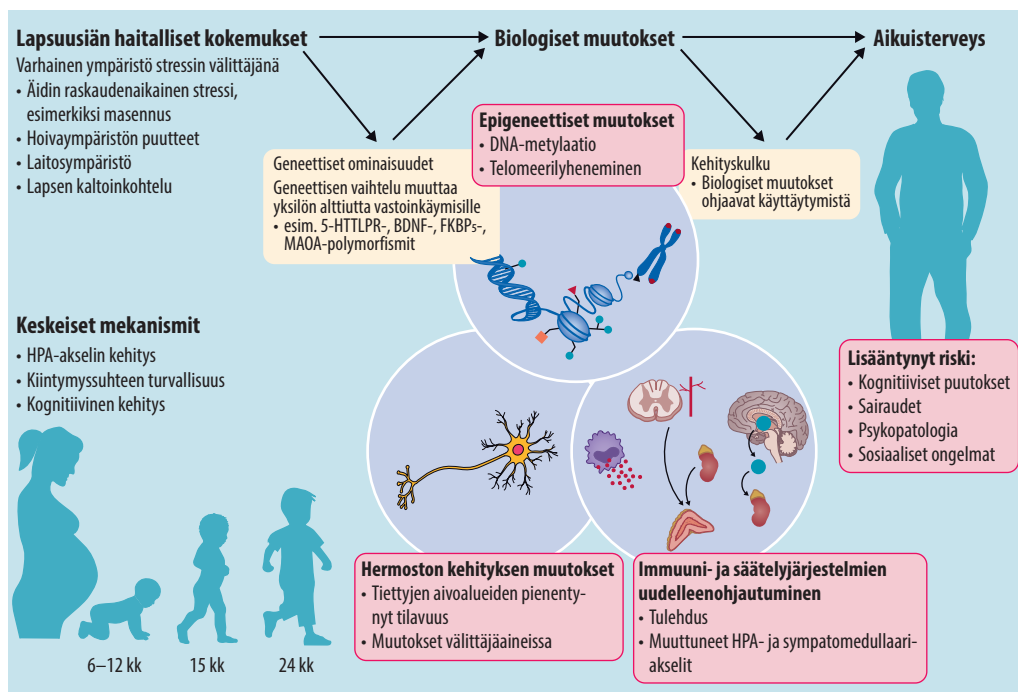 Lapsuusiän haitalliset kokemukset
Varhainen ympäristö stressin välittäjänä
• Äidin raskaudenaikainen stressi,
esimerkiksi masennus
• Hoivaympäristön puutteet
• Laitosympäristö
• Lapsen kaltoinkohtelu
Biologiset muutokset
Aikuisterveys
Geneettiset ominaisuudet
Geneettisen vaihtelu muuttaa
yksilön alttiutta vastoinkäymisille
• esim. 5-HTTLPR-, BDNF-, FKBP5-,
MAOA-polymorfismit
Epigeneettiset muutokset
• DNA-metylaatio
• Telomeerilyheneminen
Kehityskulku
• Biologiset muutokset
ohjaavat käyttäytymistä
Keskeiset mekanismit
• HPA-akselin kehitys
• Kiintymyssuhteen turvallisuus
• Kognitiivinen kehitys
6–12 kk
15 kk
24 kk
Hermoston kehityksen muutokset
• Tiettyjen aivoalueiden pienenty-
nyt tilavuus
• Muutokset välittäjäaineissa
Immuuni- ja säätelyjärjestelmien
uudelleenohjautuminen
• Tulehdus
• Muuttuneet HPA- ja sympatomedullaari-
akselit
Lisääntynyt riski:
• Kognitiiviset puutokset
• Sairaudet
• Psykopatologia
• Sosiaaliset ongelmat